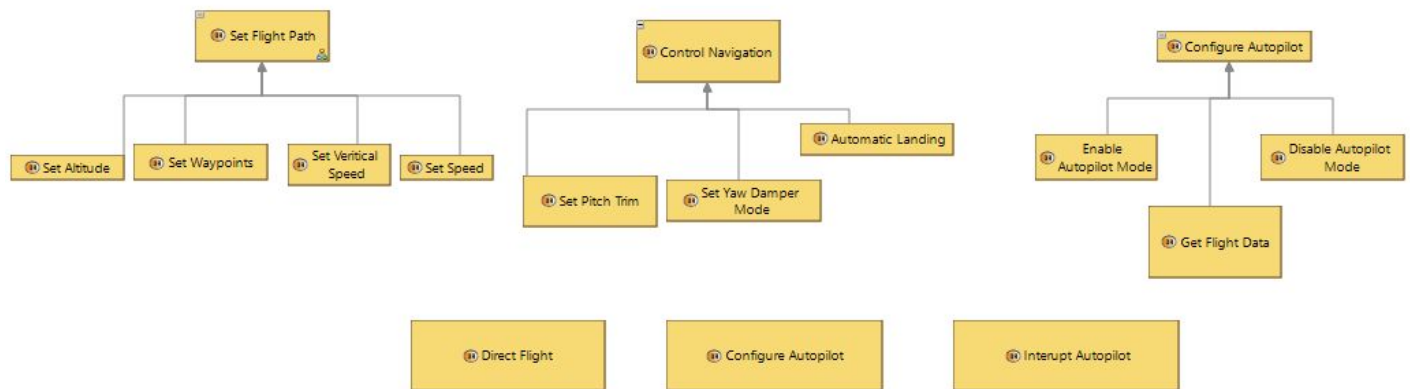 Set Flight Path
Control Navigation
Configure Autopilot
Set Altitude
Set Waypoints
Set Veritical
Speed
Set Speed
Set Pitch Trim
Set Yaw Damper
Mode
Automatic Landing
Enable
Autopilot Mode
Get Flight Data
Disable Autopilot
Mode
Direct Flight
Configure Autopilot
Interupt Autopilot